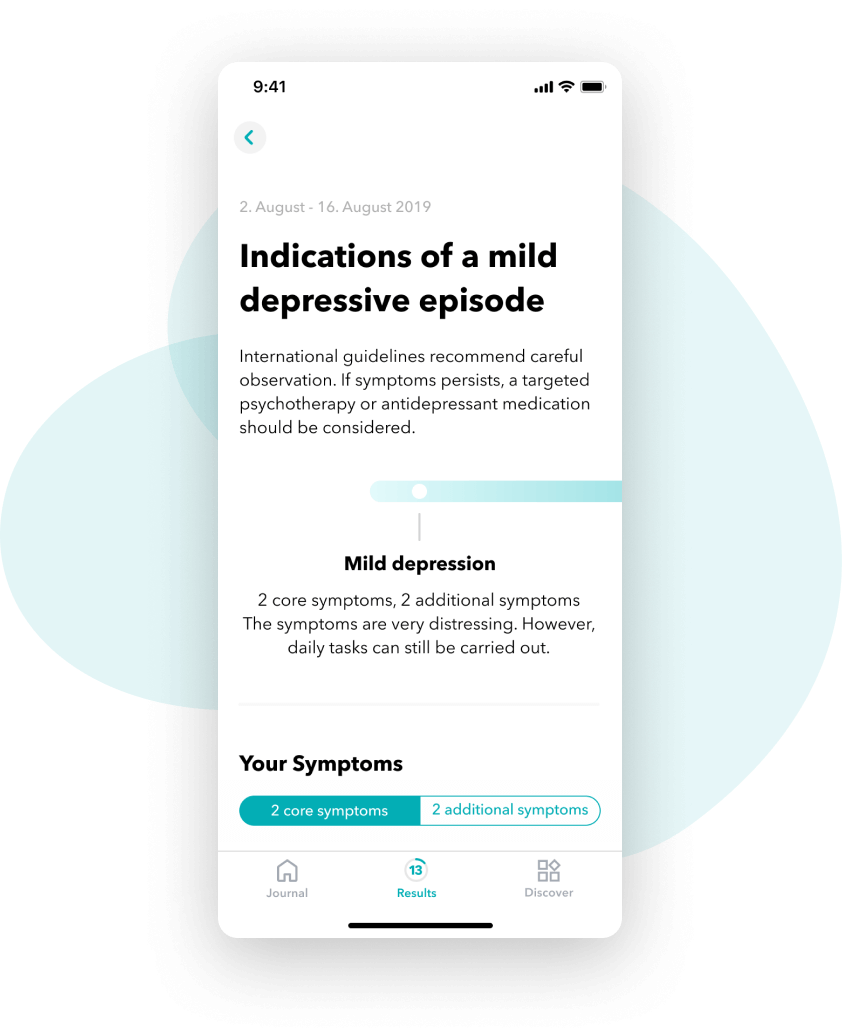 9:41
2. August - 16. August 2019
Indications of a mild
depressive episode
International guidelines recommend careful
observation. If symptoms persists, a targeted
psychotherapy or antidepressant medication
should be considered.
Mild depression
2 core symptoms, 2 additional symptoms
The symptoms are very distressing. However,
daily tasks can still be carried out.
Your Symptoms
2 core symptoms
2 additional symptoms
13
Journal
Results
Discover